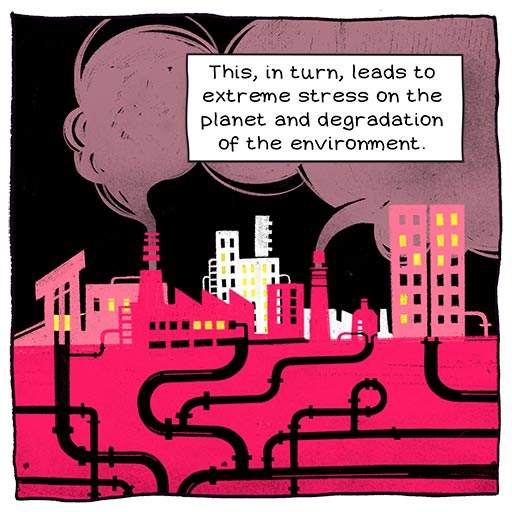 This, in turn, leads to
extreme stress on the
planet and degradation
of the environment.